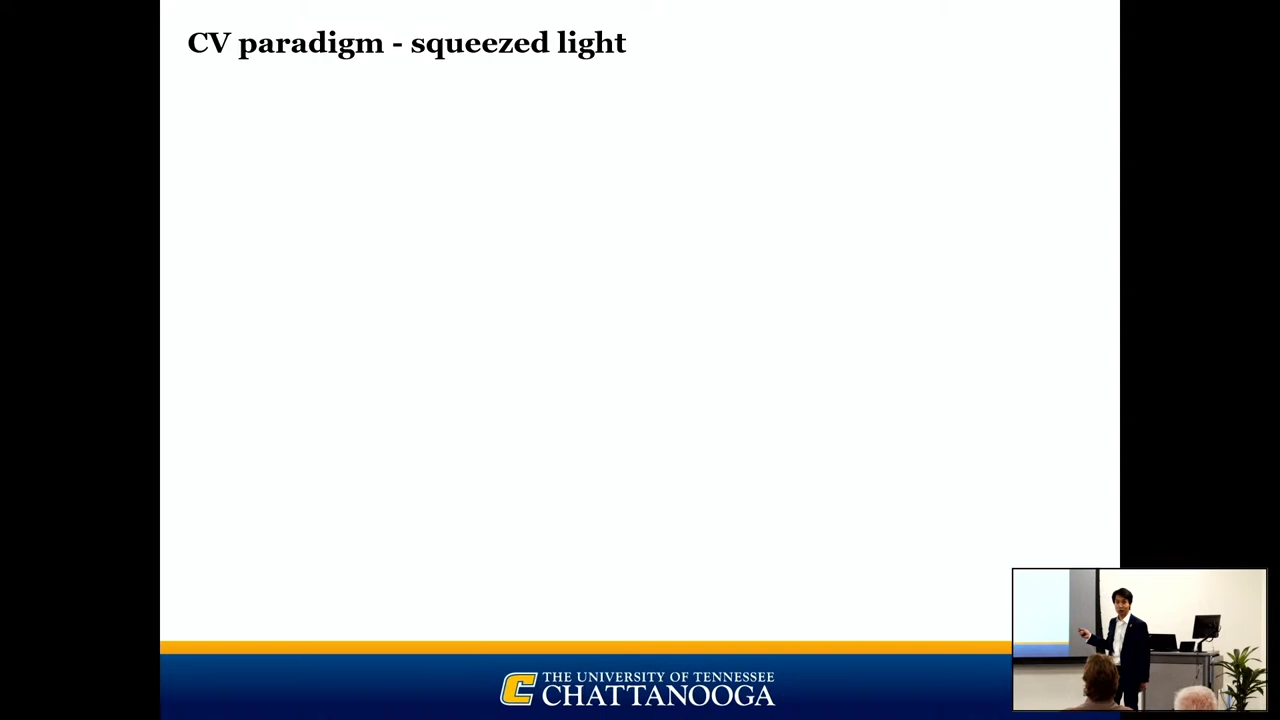 CV paradigm - squeezed light
THE UNIVERSITY OF TENNESSEE
CHATTANOOGA